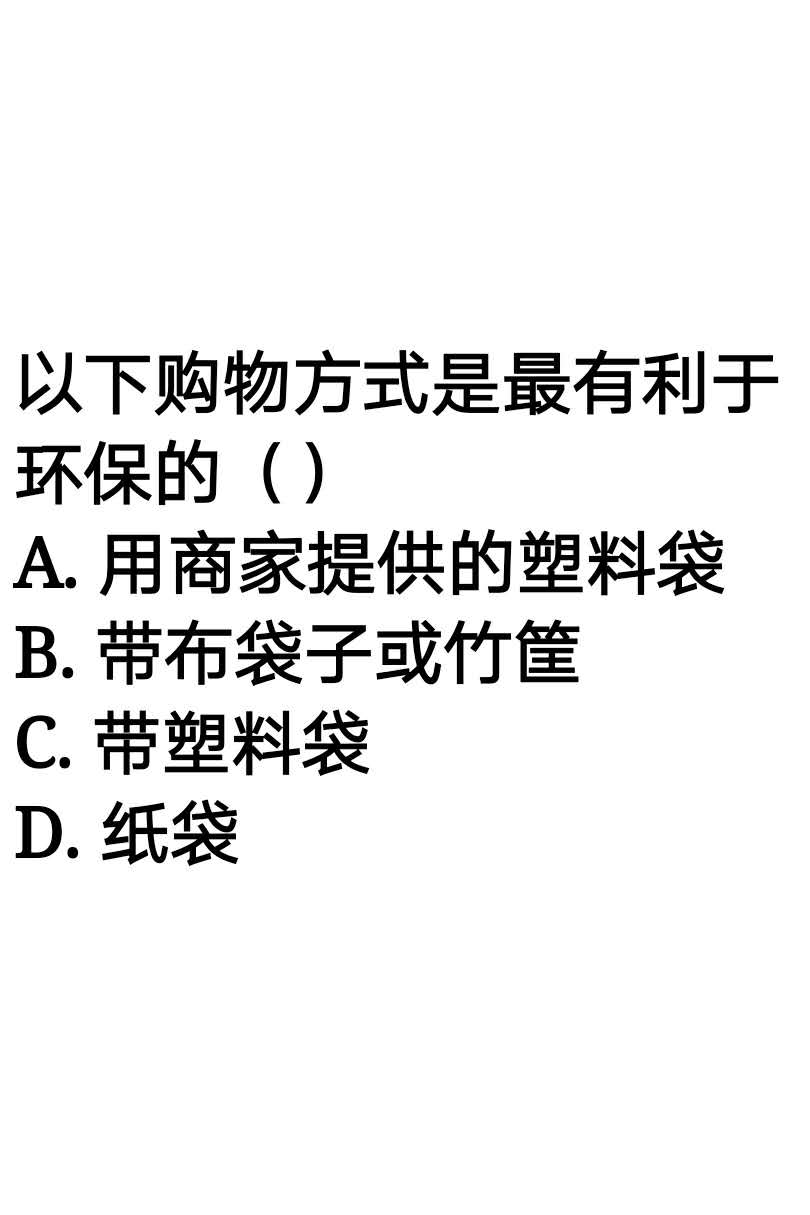 以下购物方式是最有利于
环保的（）
A. 用商家提供的塑料袋
B. 带布袋子或竹筐
C. 带塑料袋
D. 纸袋